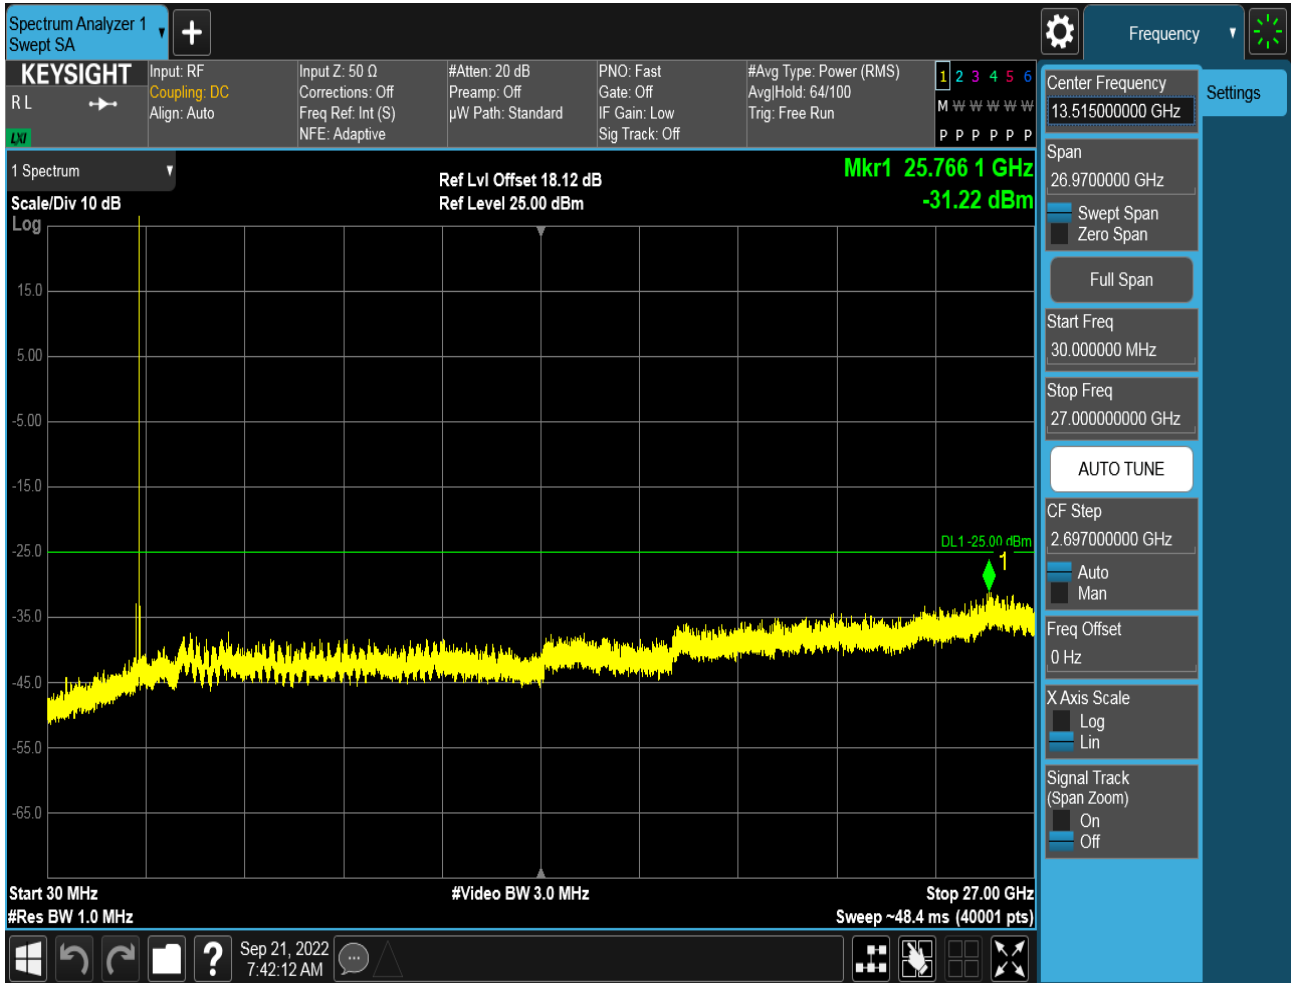 Spectrum Analyzer 1
Swept SA
Frequency
KEYSIGHT
R L
LXI
Input: RF
Coupling: DC
Align: Auto
Input Z: 50 Ω
Corrections: Off
Freq Ref: Int (S)
NFE: Adaptive
#Atten: 20 dB
Preamp: Off
µW Path: Standard
PNO: Fast
Gate: Off
IF Gain: Low
Sig Track: Off
#Avg Type: Power (RMS)
Avg|Hold: 64/100
Trig: Free Run
1 2 3 4 5 6
M W W W W W
P P P P P P
1 Spectrum
Scale/Div 10 dB
Log
Ref Lvl Offset 18.12 dB
Ref Level 25.00 dBm
Mkr1 25.766 1 GHz
-31.22 dBm
15.0
5.00
-5.00
-15.0
-25.0
-35.0
-45.0
-55.0
-65.0
DL1 -25.00 dBm
1
Start 30 MHz
#Res BW 1.0 MHz
#Video BW 3.0 MHz
Stop 27.00 GHz
Sweep ~48.4 ms (40001 pts)
Center Frequency
13.515000000 GHz
Span
26.9700000 GHz
Swept Span
Zero Span
Full Span
Start Freq
30.000000 MHz
Stop Freq
27.000000000 GHz
AUTO TUNE
CF Step
2.697000000 GHz
Auto
Man
Freq Offset
0 Hz
X Axis Scale
Log
Lin
Signal Track
(Span Zoom)
On
Off
Settings
?
Sep 21, 2022
7:42:12 AM